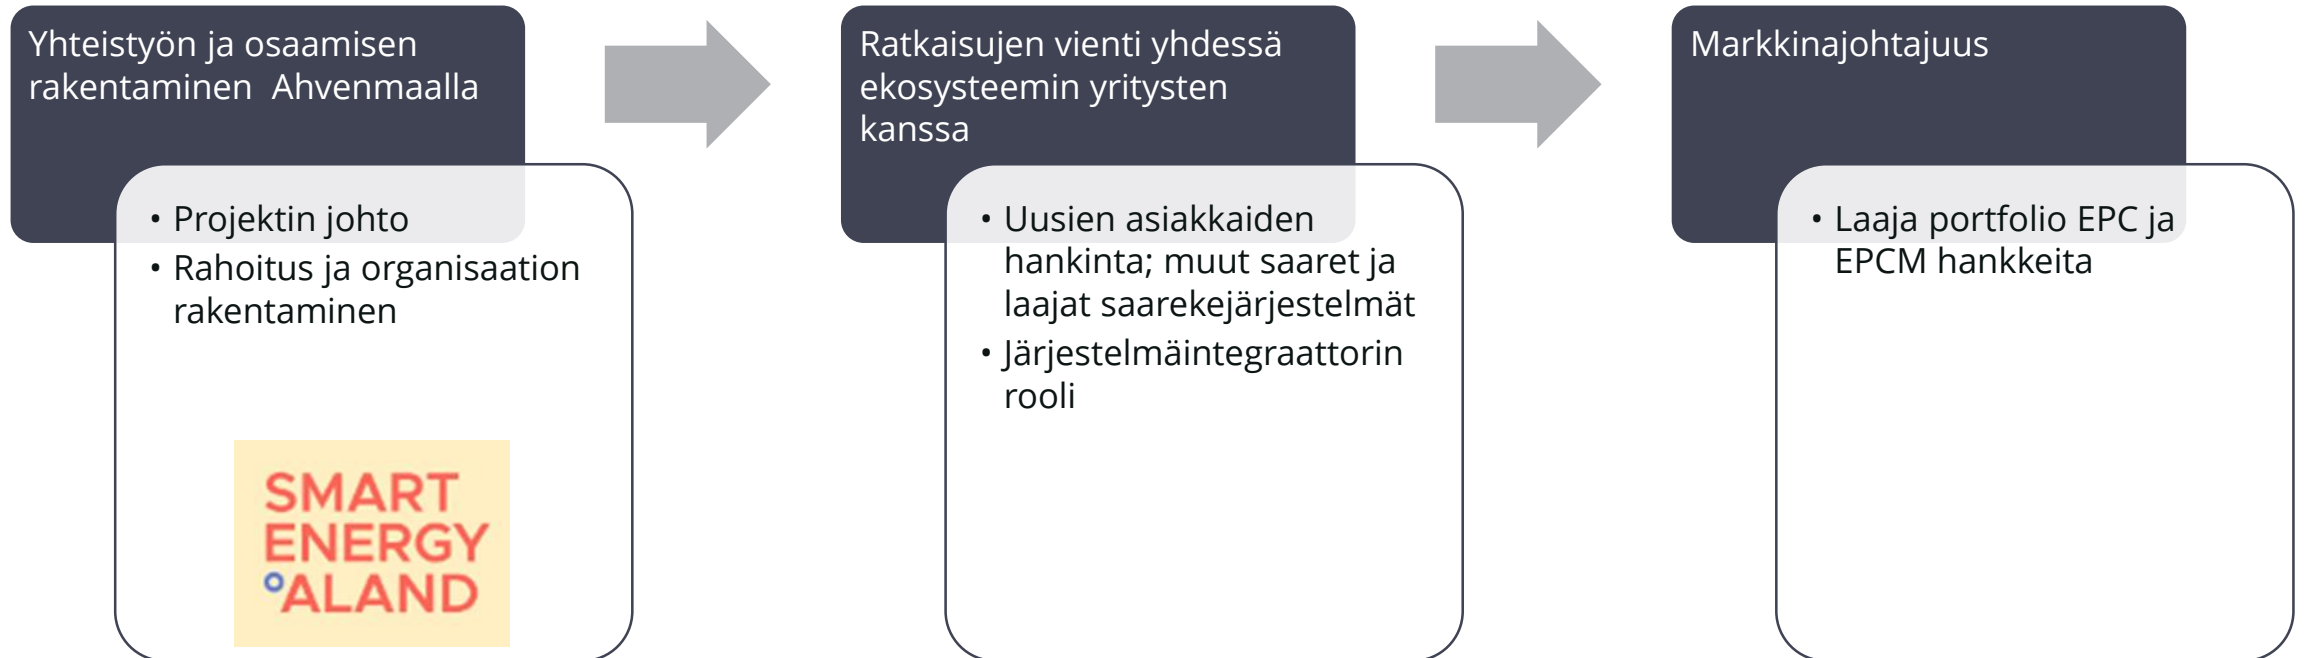 Yhteistyön ja osaamisen
rakentaminen  Ahvenmaalla
• Projektin johto
• Rahoitus ja organisaation
rakentaminen
SMART
ENERGY
°ALAND
Ratkaisujen vienti yhdessä
ekosysteemin yritysten
kanssa
• Uusien asiakkaiden
hankinta; muut saaret ja
laajat saarekejärjestelmät
• Järjestelmäintegraattorin
rooli
Markkinajohtajuus
• Laaja portfolio EPC ja
EPCM hankkeita